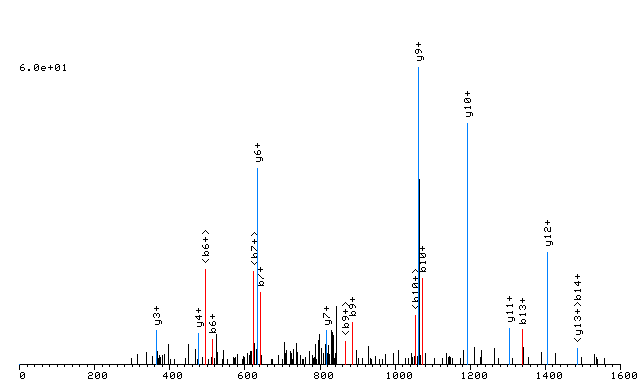 6.0e+01
y3+
<b6+>
y4+
b6+
<b7+>
y6+
b7+
y7+
<b9+>
b9+
<b10+>
y9+
b10+
y10+
y11+
b13+
y12+
<y13+>b14+
0 200 400 600 800 1000 1200 1400 1600